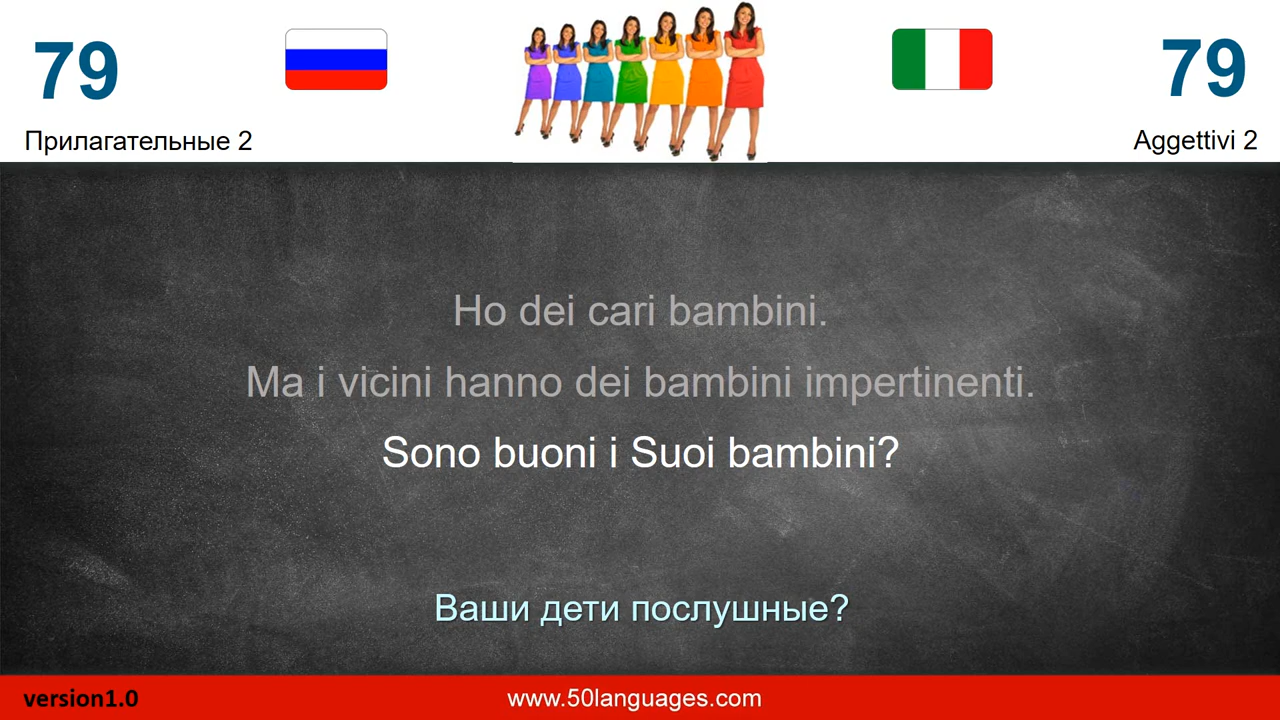 79
79
Прилагательные 2
Aggettivi 2
Ho dei cari bambini.
Ma i vicini hanno dei bambini impertinenti.
Sono buoni i Suoi bambini?
Ваши дети послушные?
version1.0
www.50languages.com